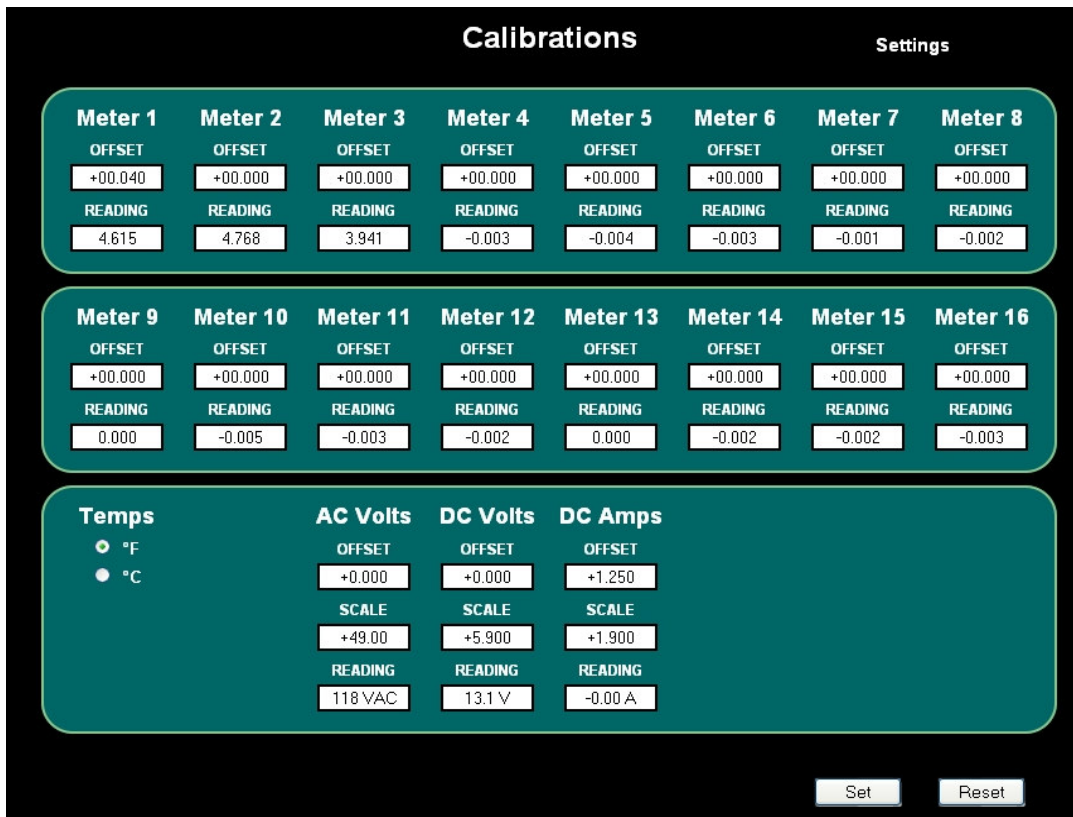 Calibrations
Settings
Meter 1 Meter 2 Meter 3 Meter 4 Meter 5 Meter 6 Meter 7 Meter 8
OFFSET OFFSET OFFSET OFFSET OFFSET OFFSET OFFSET OFFSET
+00.040 +00.000 +00.000 +00.000 +00.000 +00.000 +00.000 +00.000
READING READING READING READING READING READING READING READING
4.615 4.768 3.941 -0.003 -0.004 -0.003 -0.001 -0.002
Meter 9 Meter 10 Meter 11 Meter 12 Meter 13 Meter 14 Meter 15 Meter 16
OFFSET OFFSET OFFSET OFFSET OFFSET OFFSET OFFSET OFFSET
+00.000 +00.000 +00.000 +00.000 +00.000 +00.000 +00.000 +00.000
READING READING READING READING READING READING READING READING
0.000 -0.005 -0.003 -0.002 0.000 -0.002 -0.002 -0.003
Temps AC Volts DC Volts DC Amps
°F OFFSET OFFSET OFFSET
°C +0.000 +0.000 +1.250
SCALE SCALE SCALE
+49.00 +5.900 +1.900
READING READING READING
118 VAC 13.1 V -0.00 A
Set Reset